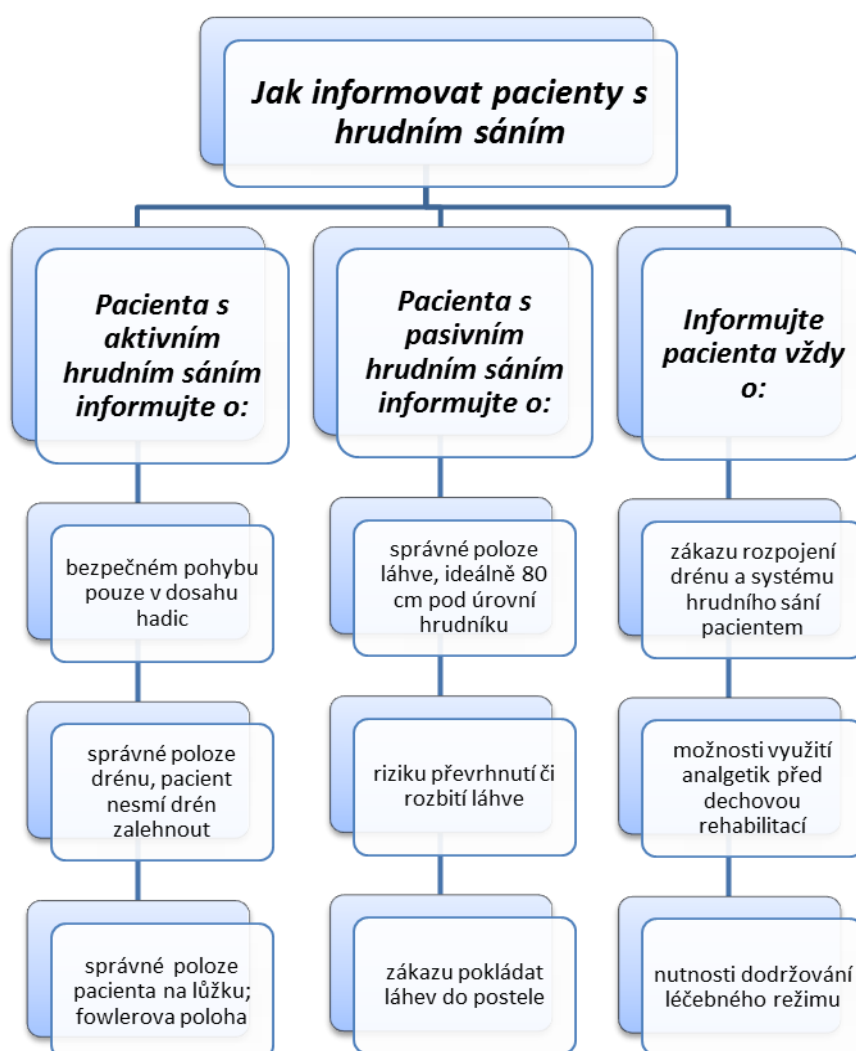 Jak informovat pacienty s
hrudním sáním
Pacienta s
aktivním
hrudním sáním
informujte o:
bezpečném pohybu
pouze v dosahu
hadic
správné poloze
drénu, pacient
nesmí drén
zalehnout
správné poloze
pacienta na lůžku;
fowlerova poloha
Pacienta s
pasivním
hrudním sáním
informujte o:
správné poloze
láhve, ideálně 80
cm pod úrovní
hrudníku
riziku převrhnutí či
rozbití láhve
zákazu pokládat
láhev do postele
Informujte
pacienta vždy
o:
zákazu rozpojení
drénu a systému
hrudního sání
pacientem
možnosti využití
analgetik před
dechovou
rehabilitací
nutnosti dodržování
léčebného režimu